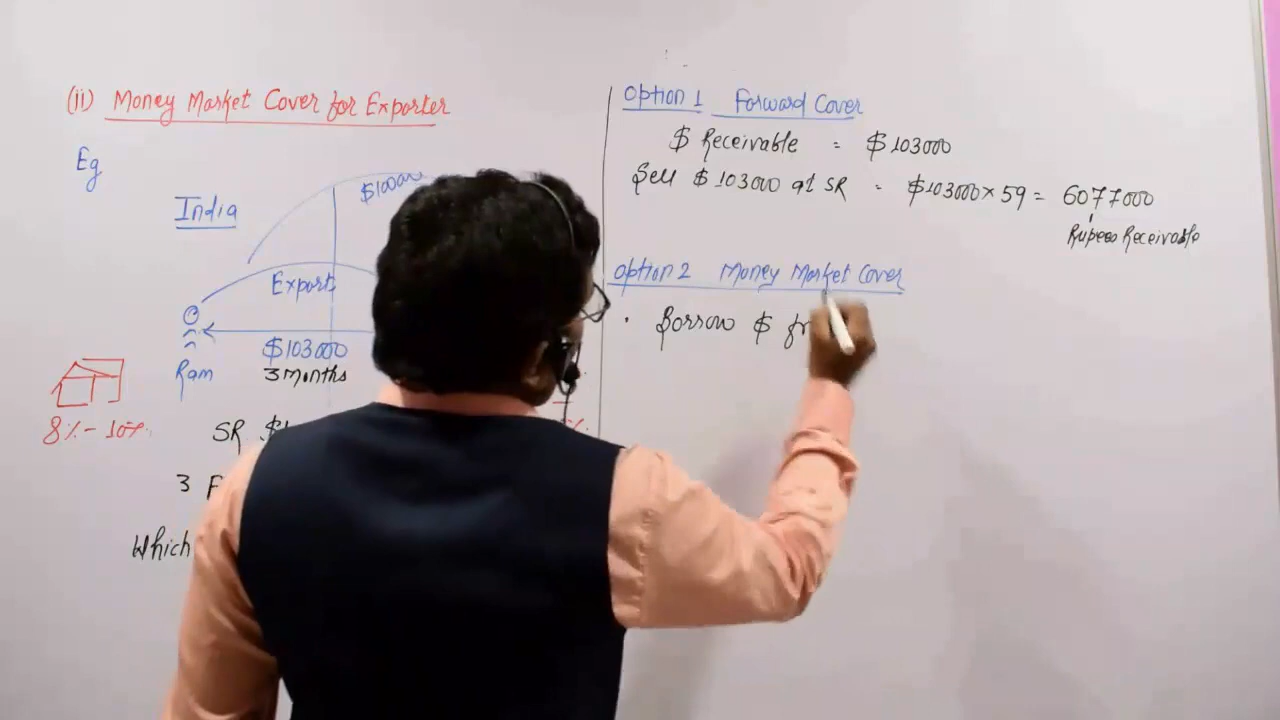 (ii) Money Market Cover for Exporter
Eg
India
Export
$103000
Ram 3 Months
8%-10%
SR
3
Which
Option 1 Forward Cover
$ Receivable = $103000
Sell $103000 at SR = $103000×59 = 6077000
Rupees Receivable
Option 2 Money Market Cover
· Borrow $